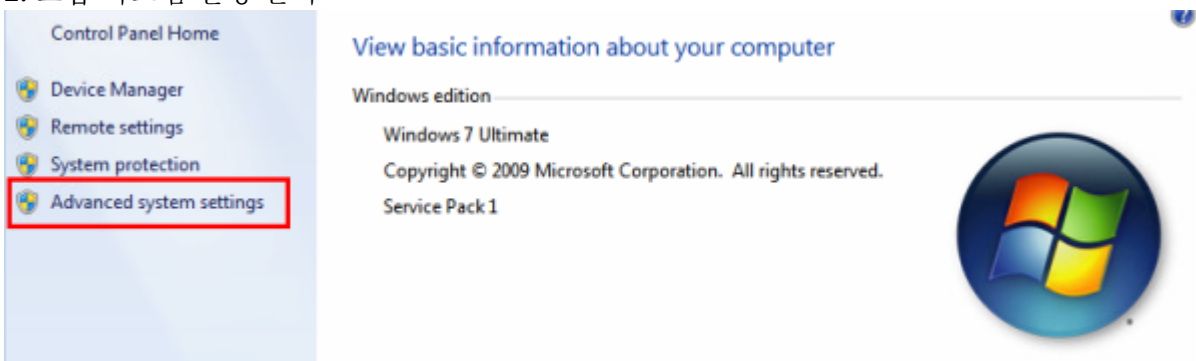 Control Panel Home
Device Manager
Remote settings
System protection
Advanced system settings
View basic information about your computer
Windows edition
Windows 7 Ultimate
Copyright © 2009 Microsoft Corporation. All rights reserved.
Service Pack 1